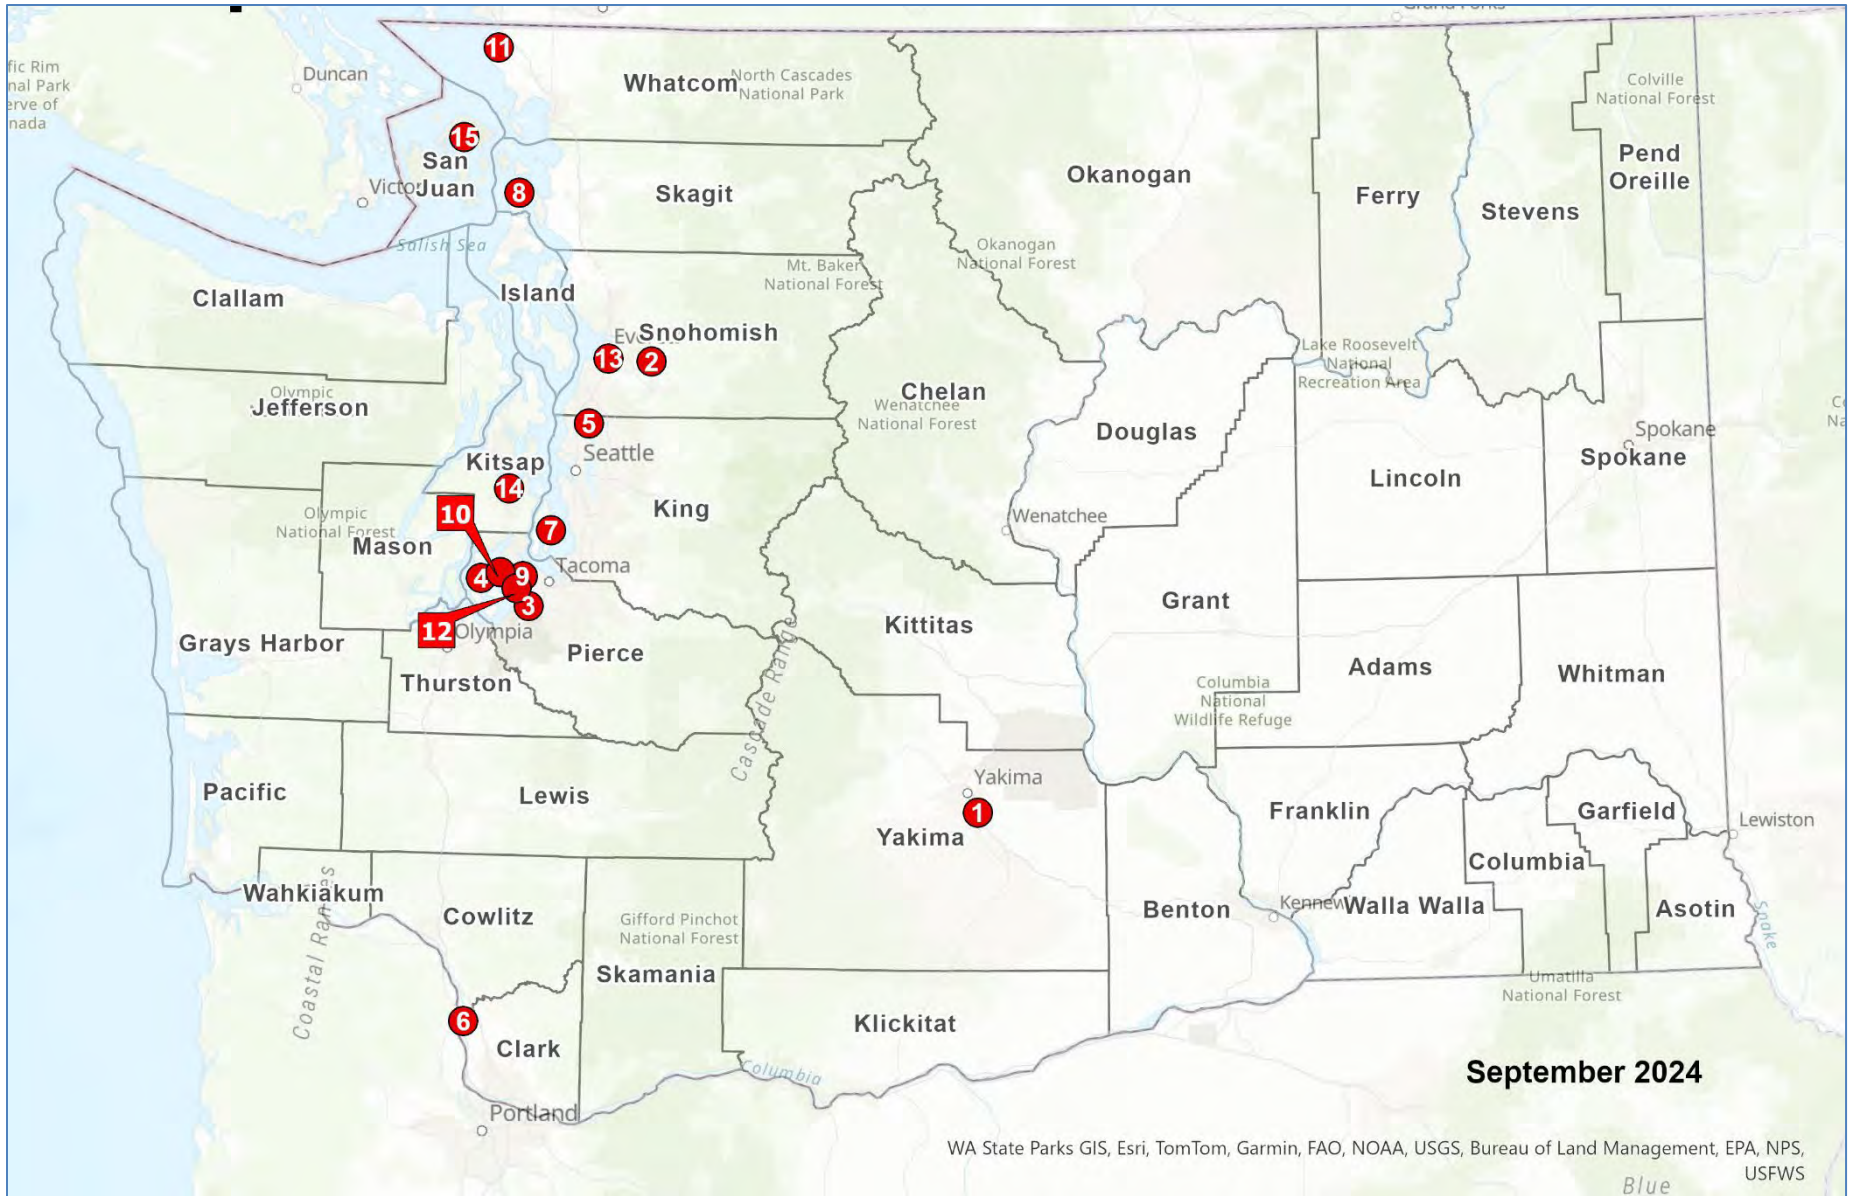 11
Whatcom
North Cascades
National Park
Duncan
fic Rim
nal Park
erve of
nada
15
San
Juan
8
Skagit
Okanogan
Ferry
Stevens
Pend
Oreille
Colville
National Forest
Salish Sea
Clallam
Island
Mt. Baker
National Forest
Okanogan
National Forest
Snohomish
13
2
Lake Roosevelt
National
Recreation Area
Olympic
Jefferson
Chelan
Wenatchee
National Forest
5
Seattle
Douglas
Spokane
Spokane
Kitsap
14
Lincoln
10
King
7
Olympic
National Forest
Mason
Wenatchee
4
9
Tacoma
3
12
Olympia
Grant
Kittitas
Grays Harbor
Pierce
Thurston
Cascade Range
Adams
Whitman
Columbia
National
Wildlife Refuge
Pacific
Lewis
Yakima
1
Yakima
Franklin
Garfield
Lewiston
Columbia
Wahkiakum
Cowlitz
Gifford Pinchot
National Forest
Benton
Walla Walla
Asotin
Snake
Coastal Ranges
Skamania
Umatilla
National Forest
6
Clark
Klickitat
Columbia
September 2024
Portland
WA State Parks GIS, Esri, TomTom, Garmin, FAO, NOAA, USGS, Bureau of Land Management, EPA, NPS,
USFWS
Blue